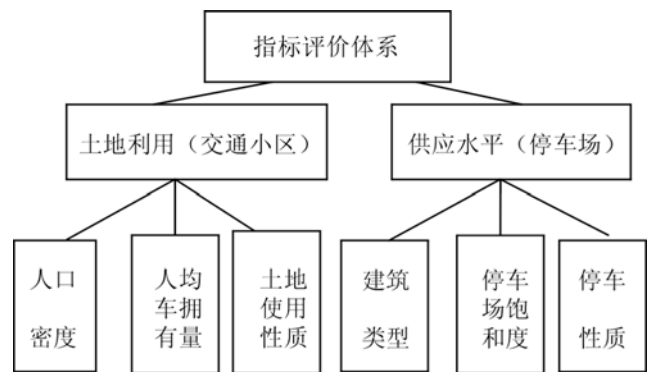 指标评价体系
土地利用（交通小区）
供应水平（停车场）
人口
密度
人均
车拥
有量
土地
使用
性质
建筑
类型
停车
场饱
和度
停车
性质